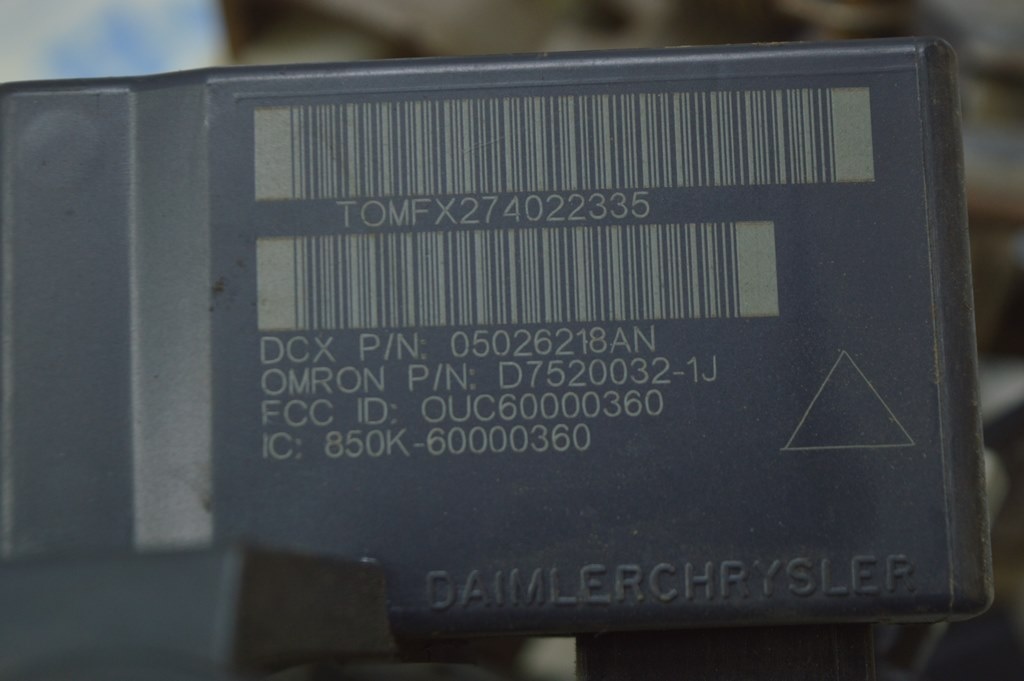 TOMFX274022335
DCX P/N: 05026218AN
OMRON P/N: D7520032-1J
FCC ID: OUC60000360
IC: 850K-60000360
DAIMLERCHRYSLER